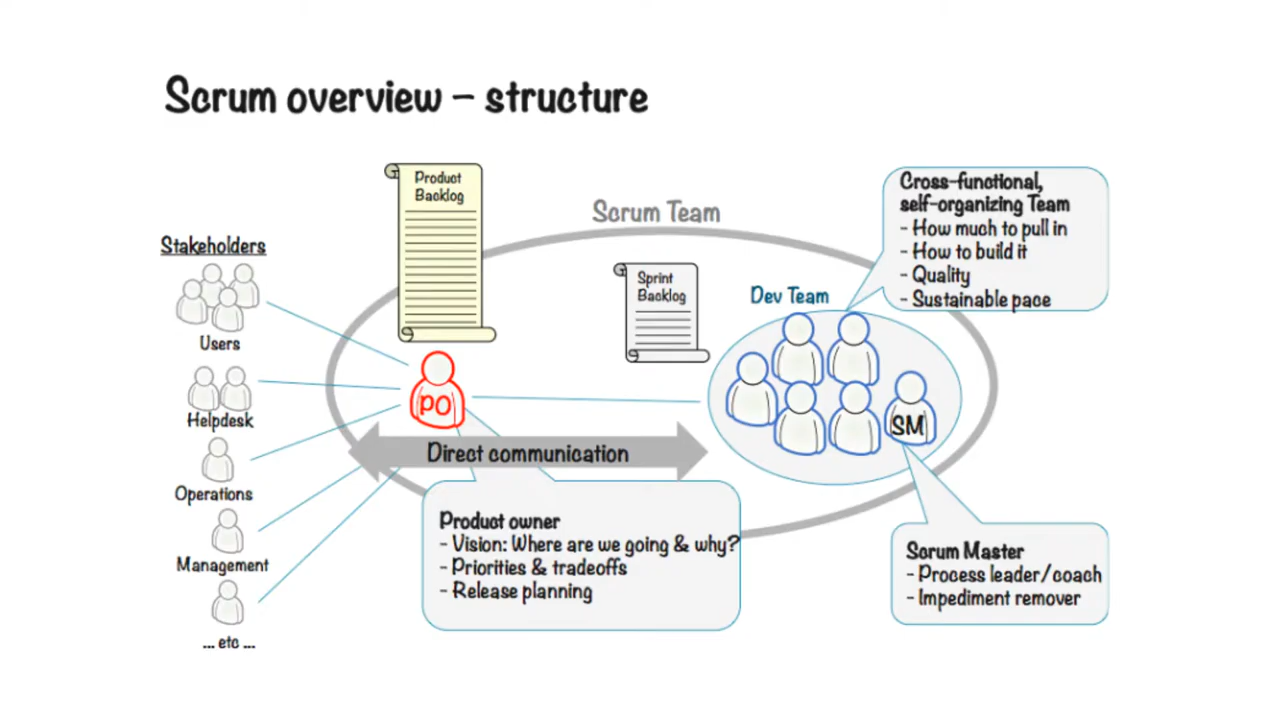 Scrum overview – structure
Product
Backlog
Scrum Team
Cross-functional,
self-organizing Team
- How much to pull in
- How to build it
- Quality
- Sustainable pace
Stakeholders
Users
Helpdesk
Operations
Management
... etc ...
Sprint
Backlog
Dev Team
PO
SM
Direct communication
Product owner
- Vision: Where are we going & why?
- Priorities & tradeoffs
- Release planning
Scrum Master
- Process leader/coach
- Impediment remover